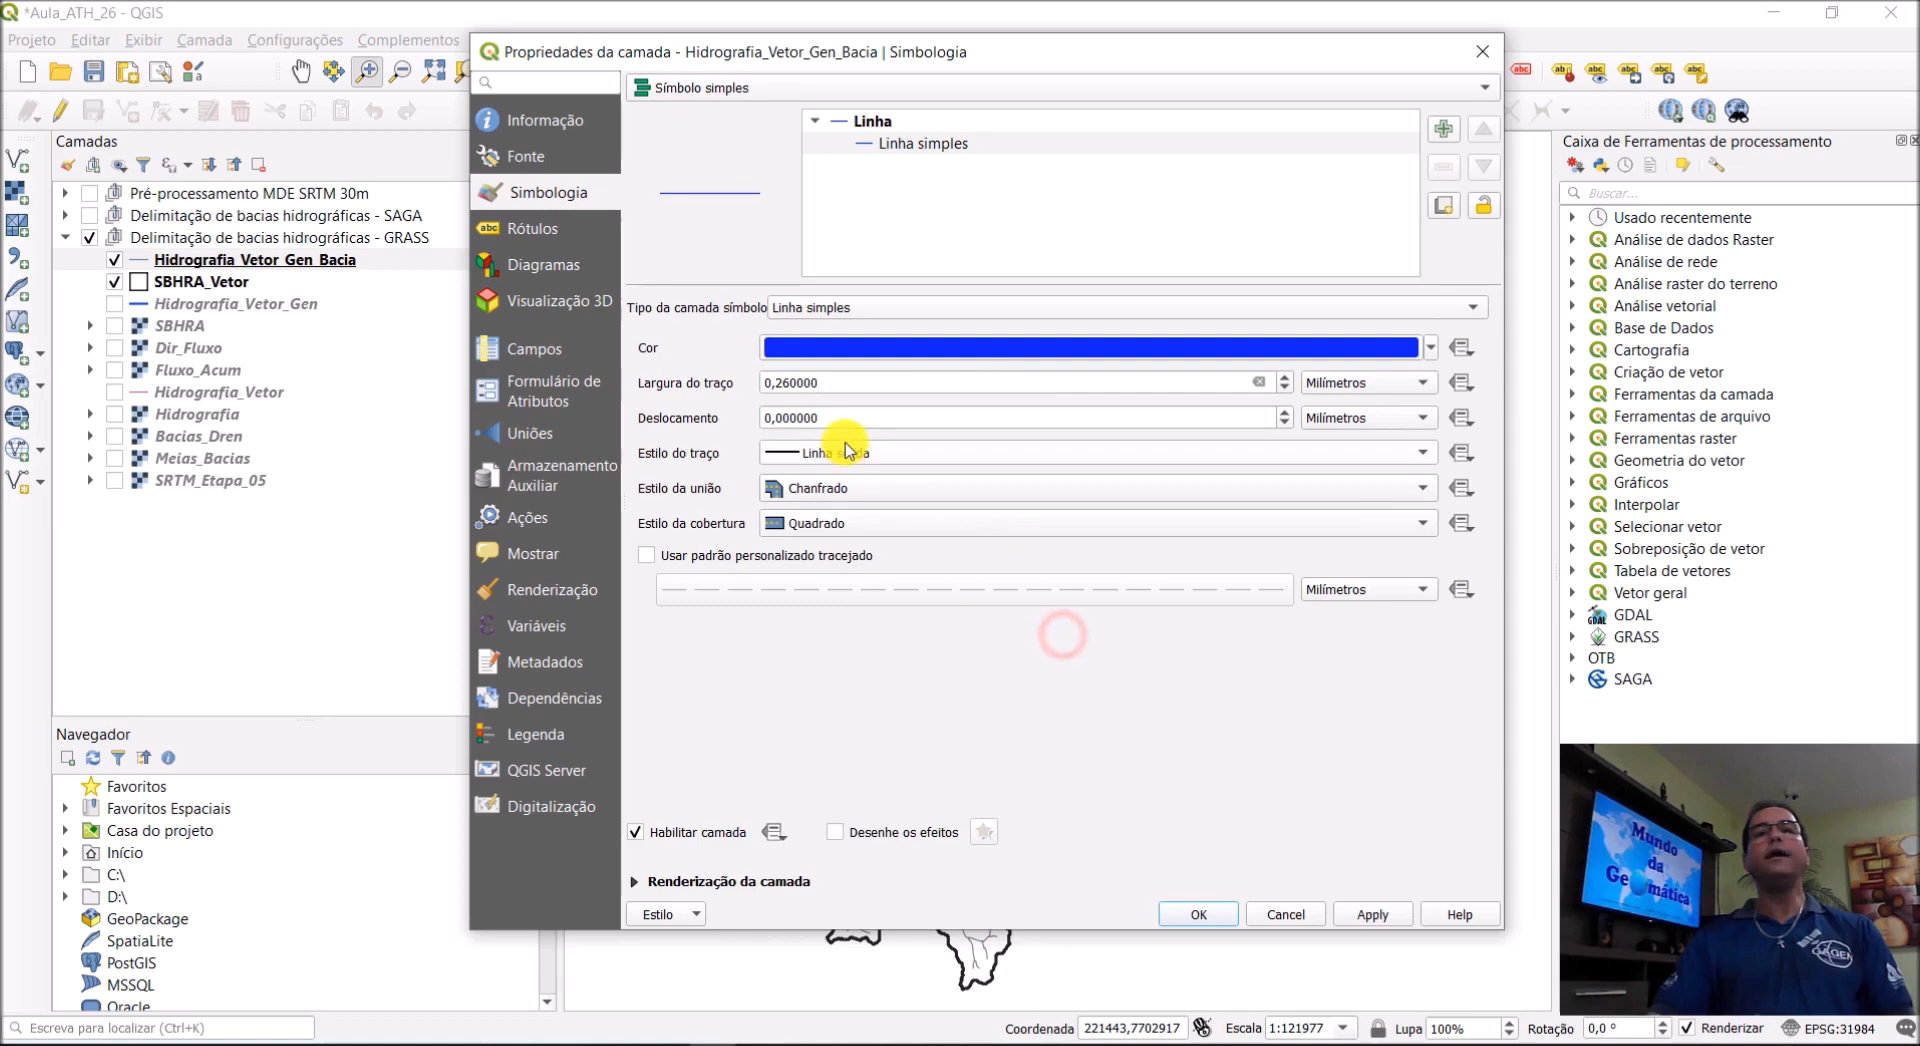 *Aula_ATH_26 - QGIS
Projeto Editar Exibir Camada Configurações Complementos
Propriedades da camada - Hidrografia_Vetor_Gen_Bacia | Simbologia
Símbolo simples
Linha
Linha simples
Informação
Fonte
Simbologia
Rótulos
Diagramas
Visualização 3D
Campos
Formulário de
Atributos
Uniões
Armazenamento
Auxiliar
Ações
Mostrar
Renderização
Variáveis
Metadados
Dependências
Legenda
QGIS Server
Digitalização
Tipo da camada símbolo Linha simples
Cor
Largura do traço 0,260000 Milímetros
Deslocamento 0,000000 Milímetros
Estilo do traço Linha
Estilo da união Chanfrado
Estilo da cobertura Quadrado
Usar padrão personalizado tracejado
Milímetros
Habilitar camada Desenhe os efeitos
Renderização da camada
Estilo OK Cancel Apply Help
Camadas
Pré-processamento MDE SRTM 30m
Delimitação de bacias hidrográficas - SAGA
Delimitação de bacias hidrográficas - GRASS
Hidrografia_Vetor_Gen_Bacia
SBHRA_Vetor
Hidrografia_Vetor_Gen
SBHRA
Dir_Fluxo
Fluxo_Acum
Hidrografia_Vetor
Hidrografia
Bacias_Dren
Meias_Bacias
SRTM_Etapa_05
Navegador
Favoritos
Favoritos Espaciais
Casa do projeto
Início
C:\
D:\
GeoPackage
SpatiaLite
PostGIS
MSSQL
Oracle
Caixa de Ferramentas de processamento
Buscar...
Usado recentemente
Análise de dados Raster
Análise de rede
Análise raster do terreno
Análise vetorial
Base de Dados
Cartografia
Criação de vetor
Ferramentas da camada
Ferramentas de arquivo
Ferramentas raster
Geometria do vetor
Gráficos
Interpolar
Selecionar vetor
Sobreposição de vetor
Tabela de vetores
Vetor geral
GDAL
GRASS
OTB
SAGA
Mundo
da
Geomática
Escreva para localizar (Ctrl+K)
Coordenada 221443,7702917 Escala 1:121977 Lupa 100% Rotação 0,0 ° Renderizar EPSG:31984